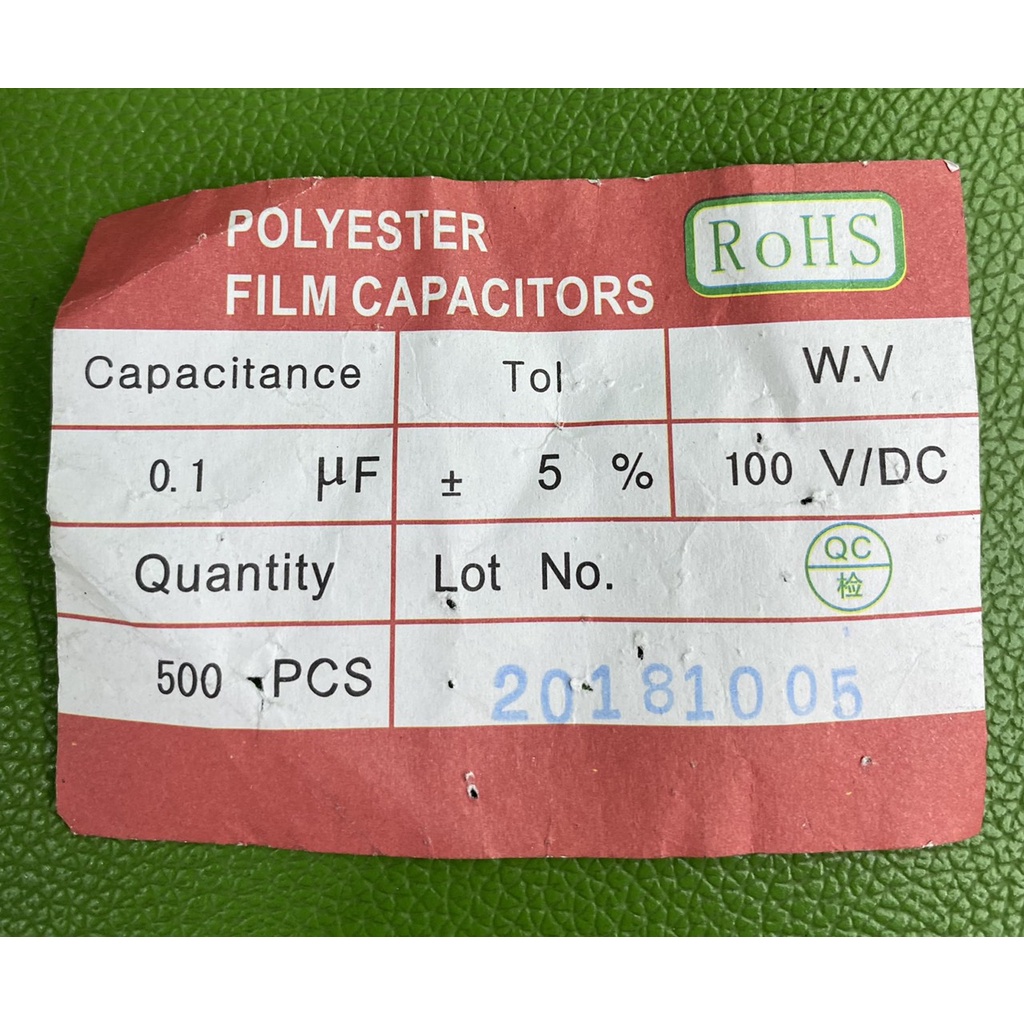 POLYESTER
FILM CAPACITORS
RoHS
Capacitance Tol W.V
0.1 μF ± 5 % 100 V/DC
Quantity Lot No. QC
检
500 PCS 20181005